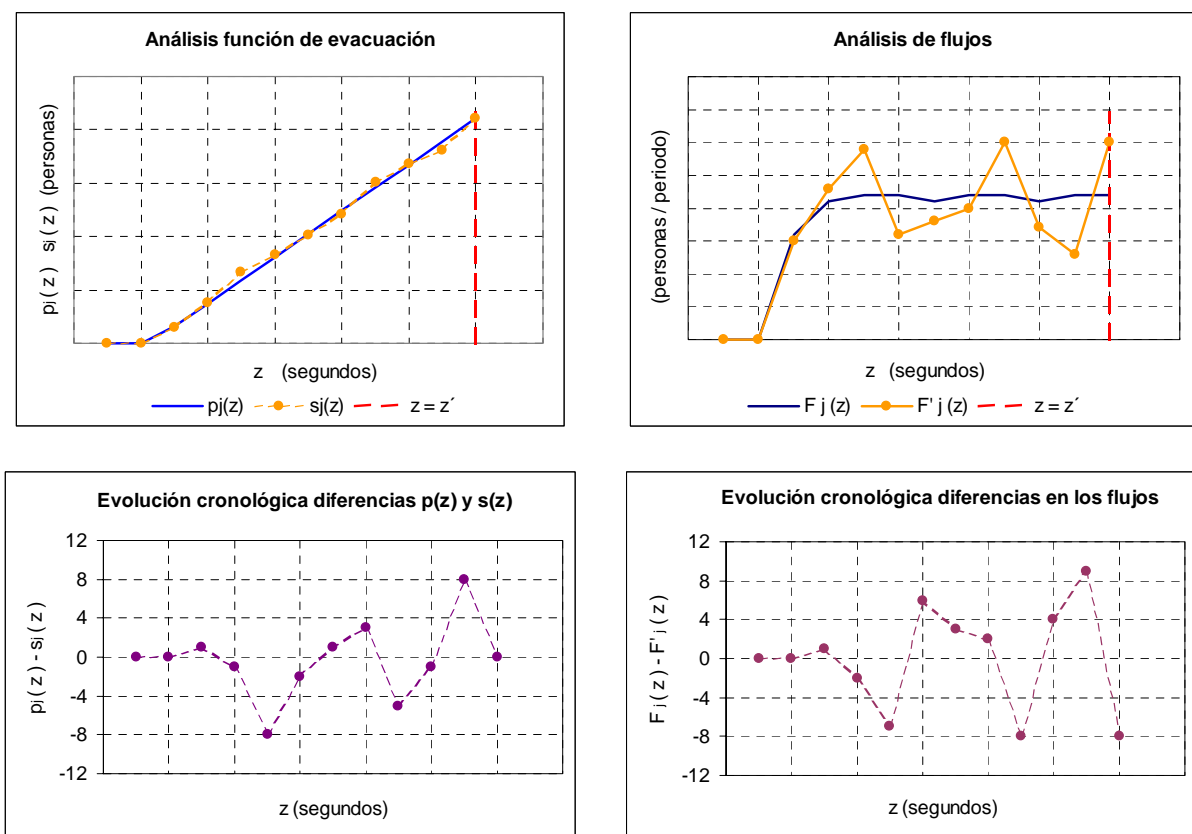 Análisis función de evacuación
pj ( z ) sj ( z ) (personas)
z (segundos)
pj(z) sj(z) z = z´
Análisis de flujos
(personas / periodo)
z (segundos)
F j (z) F' j (z) z = z´
Evolución cronológica diferencias p(z) y s(z)
pj ( z ) - sj ( z )
12
8
4
0
-4
-8
-12
z (segundos)
Evolución cronológica diferencias en los flujos
F j ( z ) - F' j ( z )
12
8
4
0
-4
-8
-12
z (segundos)